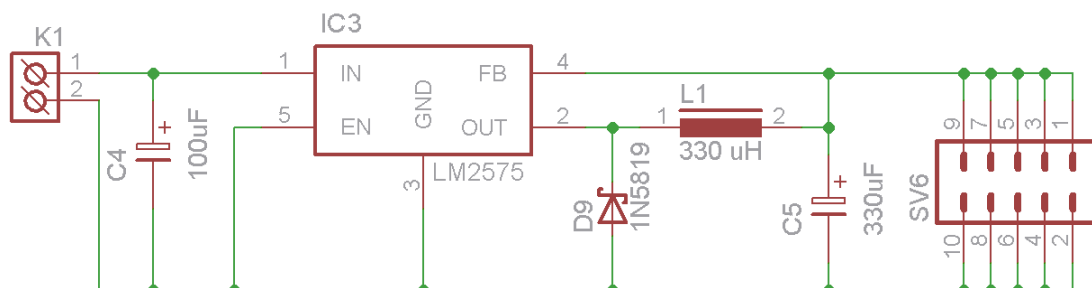 K1
1
2
C4
100uF
IC3
1
IN
FB
4
5
EN
GND
OUT
2
3
LM2575
D9
1N5819
L1
1
2
330 uH
C5
330uF
SV6
9
7
5
3
1
10
8
6
4
2